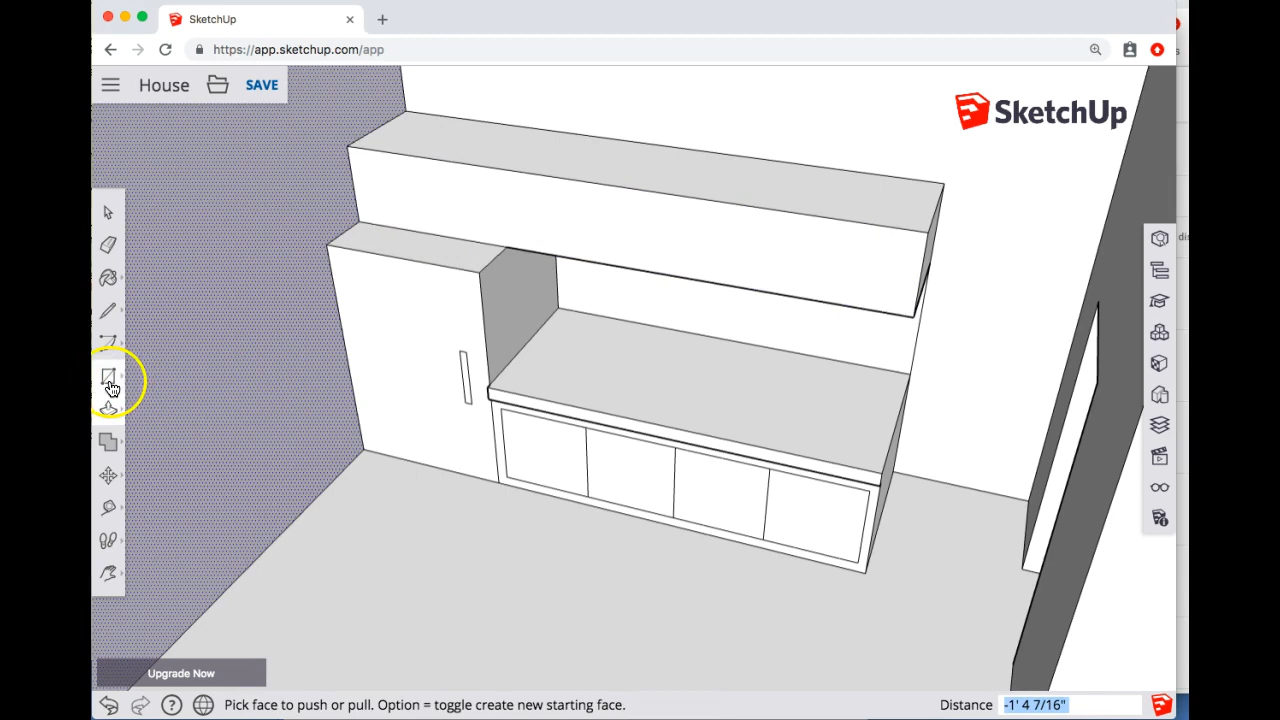 SketchUp
https://app.sketchup.com/app
House
SAVE
SketchUp
Upgrade Now
Pick face to push or pull. Option = toggle create new starting face.
Distance
-1' 4 7/16"